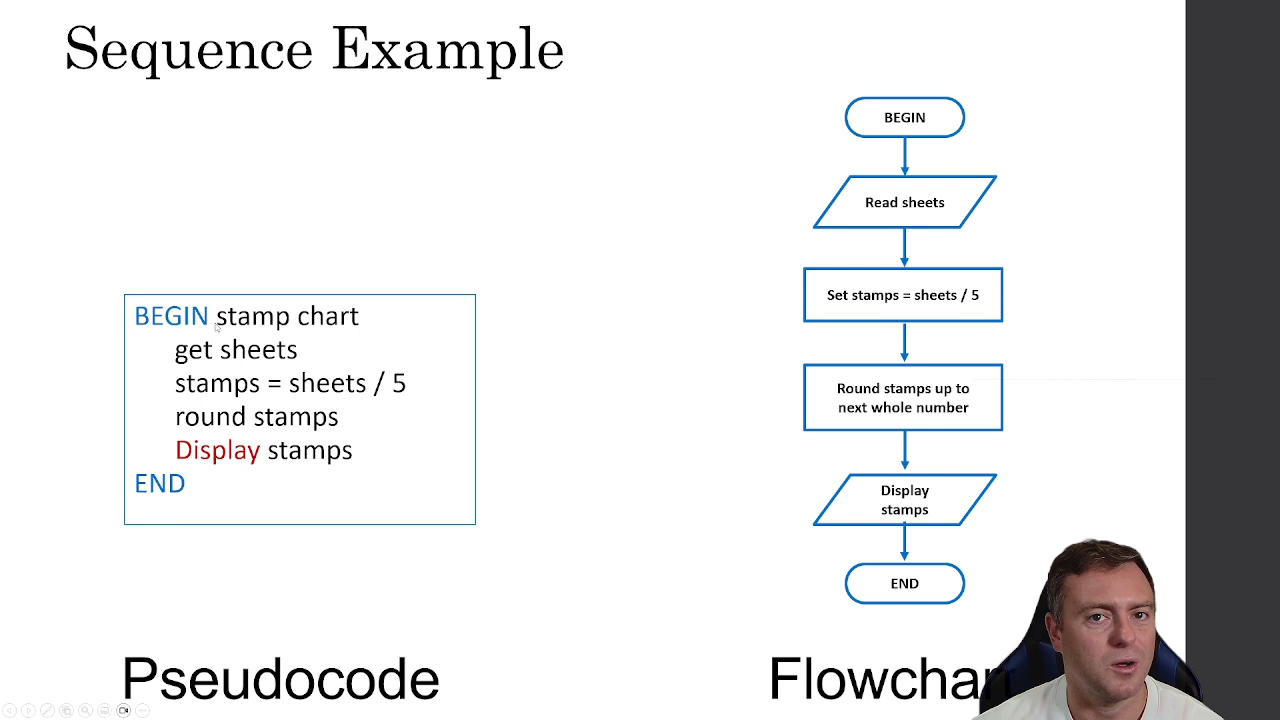 Sequence Example
BEGIN stamp chart
get sheets
stamps = sheets / 5
round stamps
Display stamps
END
Pseudocode
BEGIN
Read sheets
Set stamps = sheets / 5
Round stamps up to
next whole number
Display
stamps
END